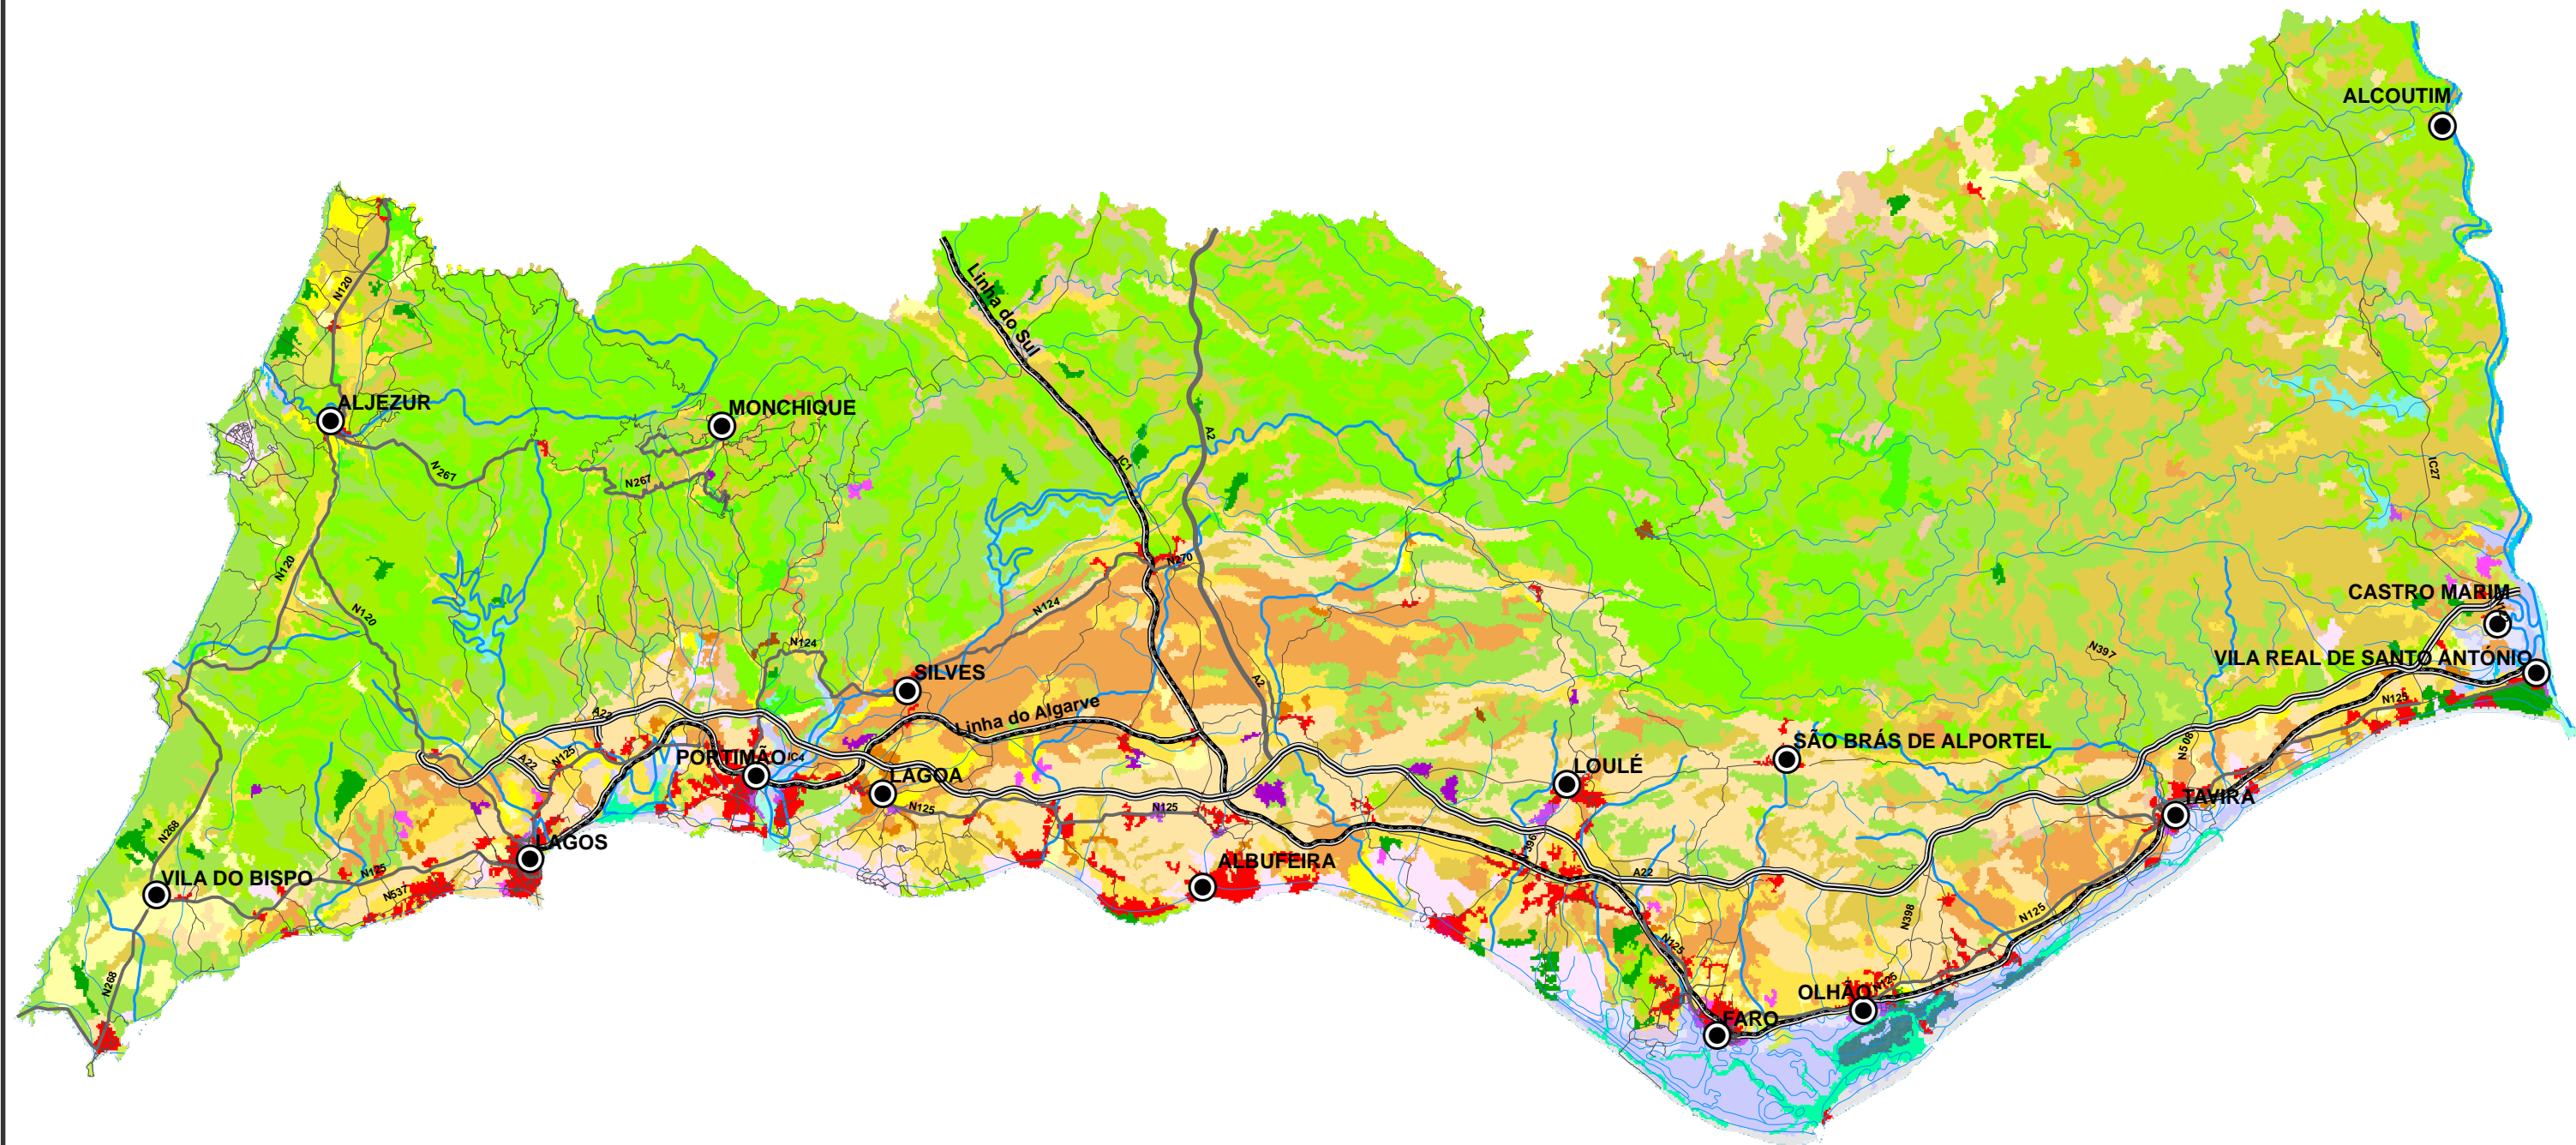 ALCOUTIM
N120
Linha do Sul
ALJEZUR
MONCHIQUE
A2
IC1
N267
N267
IC27
N120
N270
N120
N124
CASTRO MARIM
N124
N397
VILA REAL DE SANTO ANTÓNIO
SILVES
A2
N125
Linha do Algarve
A22
N508
SÃO BRÁS DE ALPORTEL
PORTIMÃO
IC4
N125
A22
LOULÉ
LAGOA
TAVIRA
N125
N125
LAGOS
ALBUFEIRA
N396
A22
VILA DO BISPO
N125
N268
N537
N398
N125
N125
N268
N125
OLHÃO
FARO